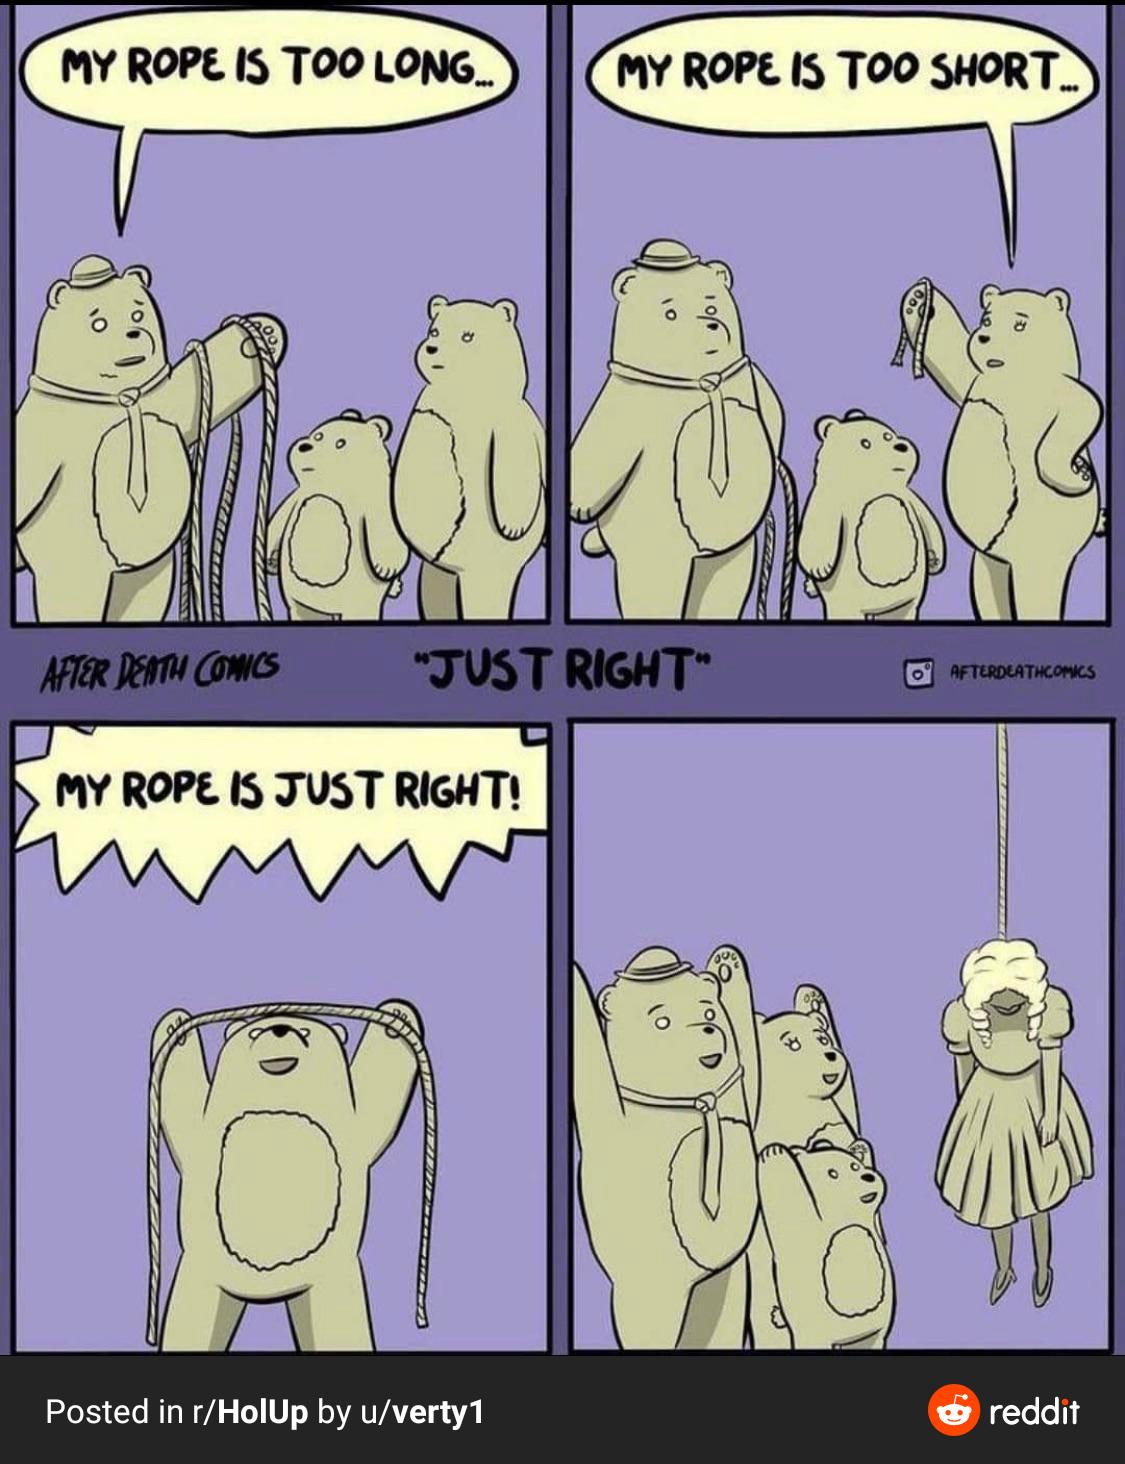 MY ROPE IS TOO LONG...
MY ROPE IS TOO SHORT...
AFTER DEATH COMICS
"JUST RIGHT"
AFTERDEATHCOMICS
MY ROPE IS JUST RIGHT!
Posted in r/HolUp by u/verty1
reddit